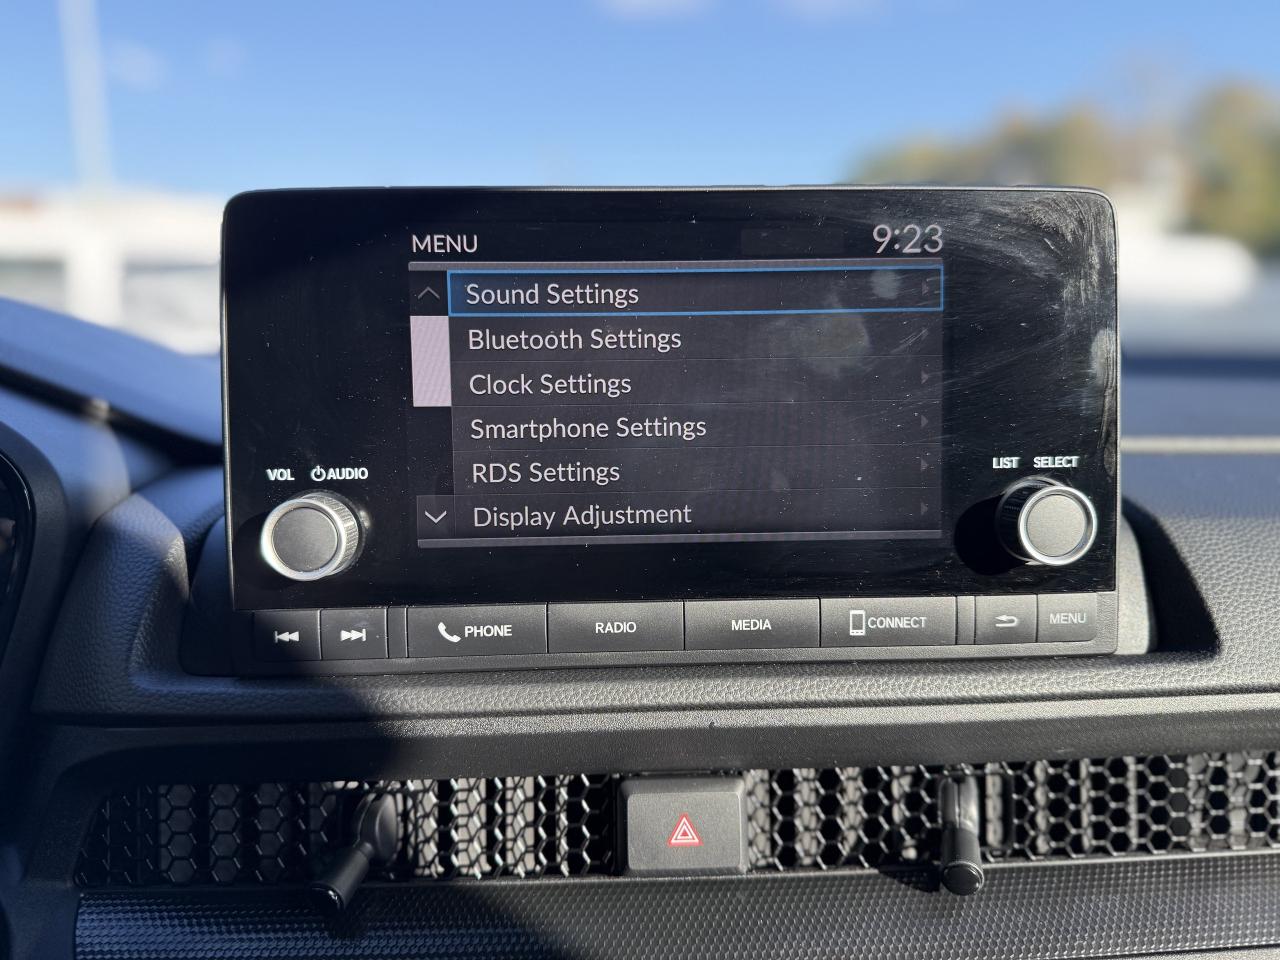 MENU 9:23
Sound Settings
Bluetooth Settings
Clock Settings
Smartphone Settings
RDS Settings
Display Adjustment
VOL AUDIO
LIST SELECT
PHONE RADIO MEDIA CONNECT MENU